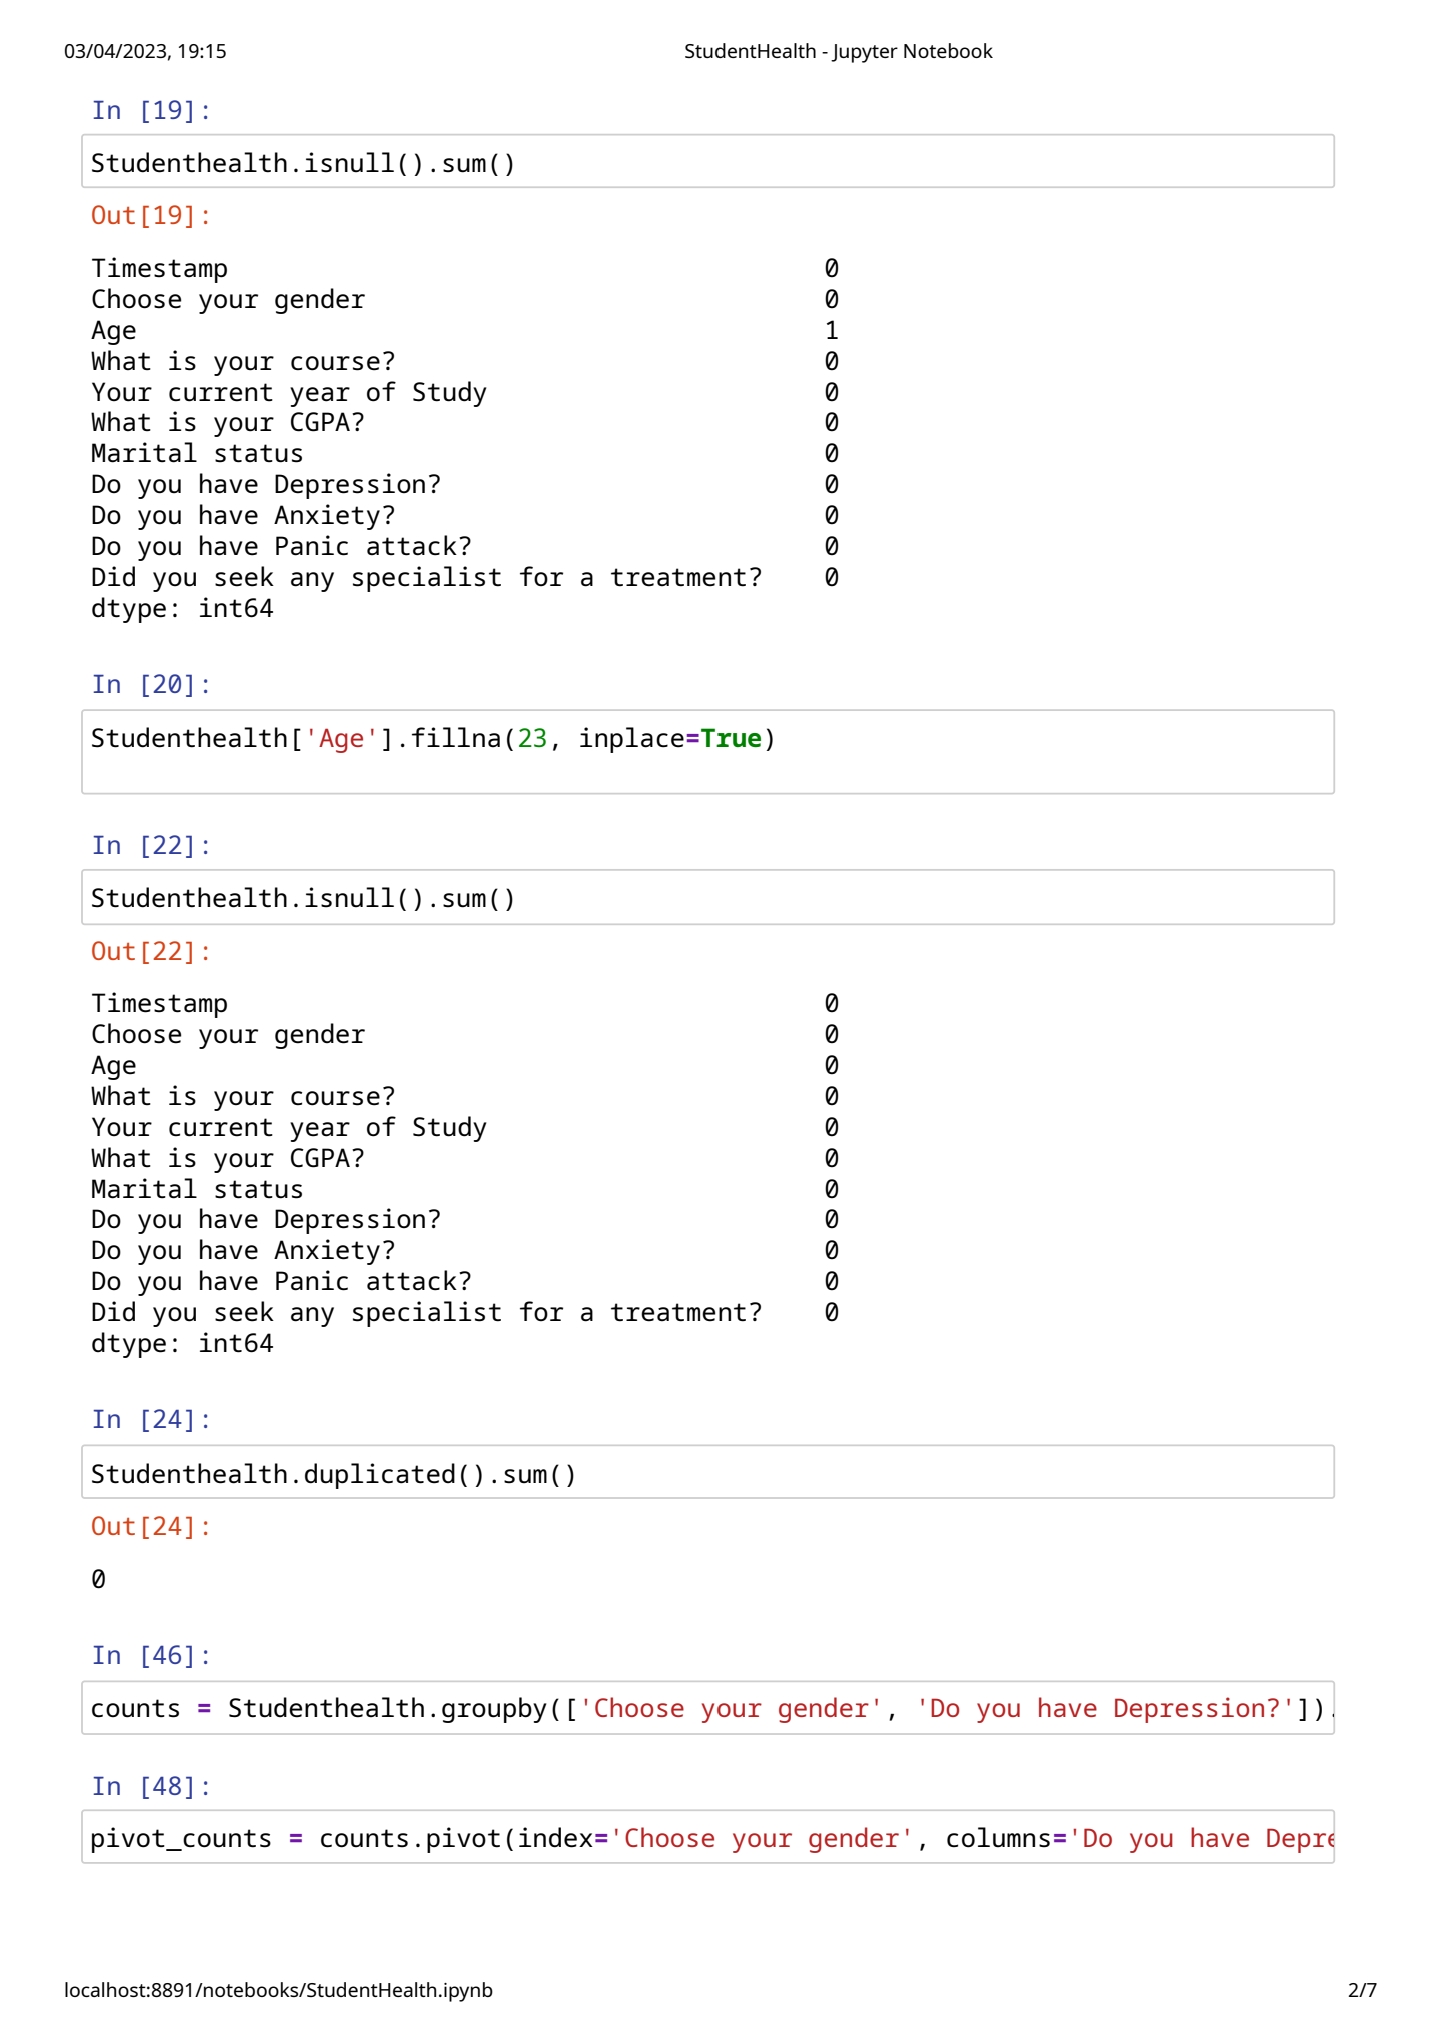 03/04/2023, 19:15 StudentHealth - Jupyter Notebook
In [19]:
Studenthealth.isnull().sum()
Out[19]:
Timestamp 0
Choose your gender 0
Age 1
What is your course? 0
Your current year of Study 0
What is your CGPA? 0
Marital status 0
Do you have Depression? 0
Do you have Anxiety? 0
Do you have Panic attack? 0
Did you seek any specialist for a treatment? 0
dtype: int64
In [20]:
Studenthealth['Age'].fillna(23, inplace=True)
In [22]:
Studenthealth.isnull().sum()
Out[22]:
Timestamp 0
Choose your gender 0
Age 0
What is your course? 0
Your current year of Study 0
What is your CGPA? 0
Marital status 0
Do you have Depression? 0
Do you have Anxiety? 0
Do you have Panic attack? 0
Did you seek any specialist for a treatment? 0
dtype: int64
In [24]:
Studenthealth.duplicated().sum()
Out[24]:
0
In [46]:
counts = Studenthealth.groupby(['Choose your gender', 'Do you have Depression?']).
In [48]:
pivot_counts = counts.pivot(index='Choose your gender', columns='Do you have Depre
localhost:8891/notebooks/StudentHealth.ipynb 2/7